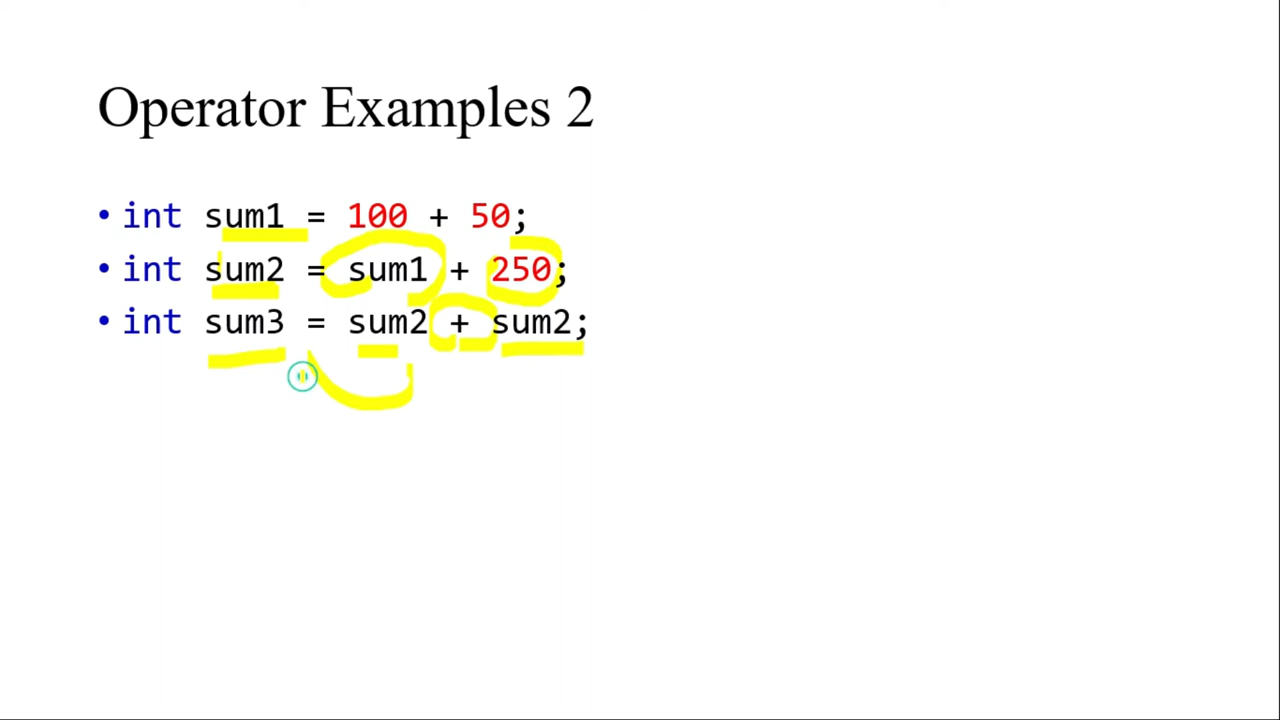 Operator Examples 2
• int sum1 = 100 + 50;
• int sum2 = sum1 + 250;
• int sum3 = sum2 + sum2;